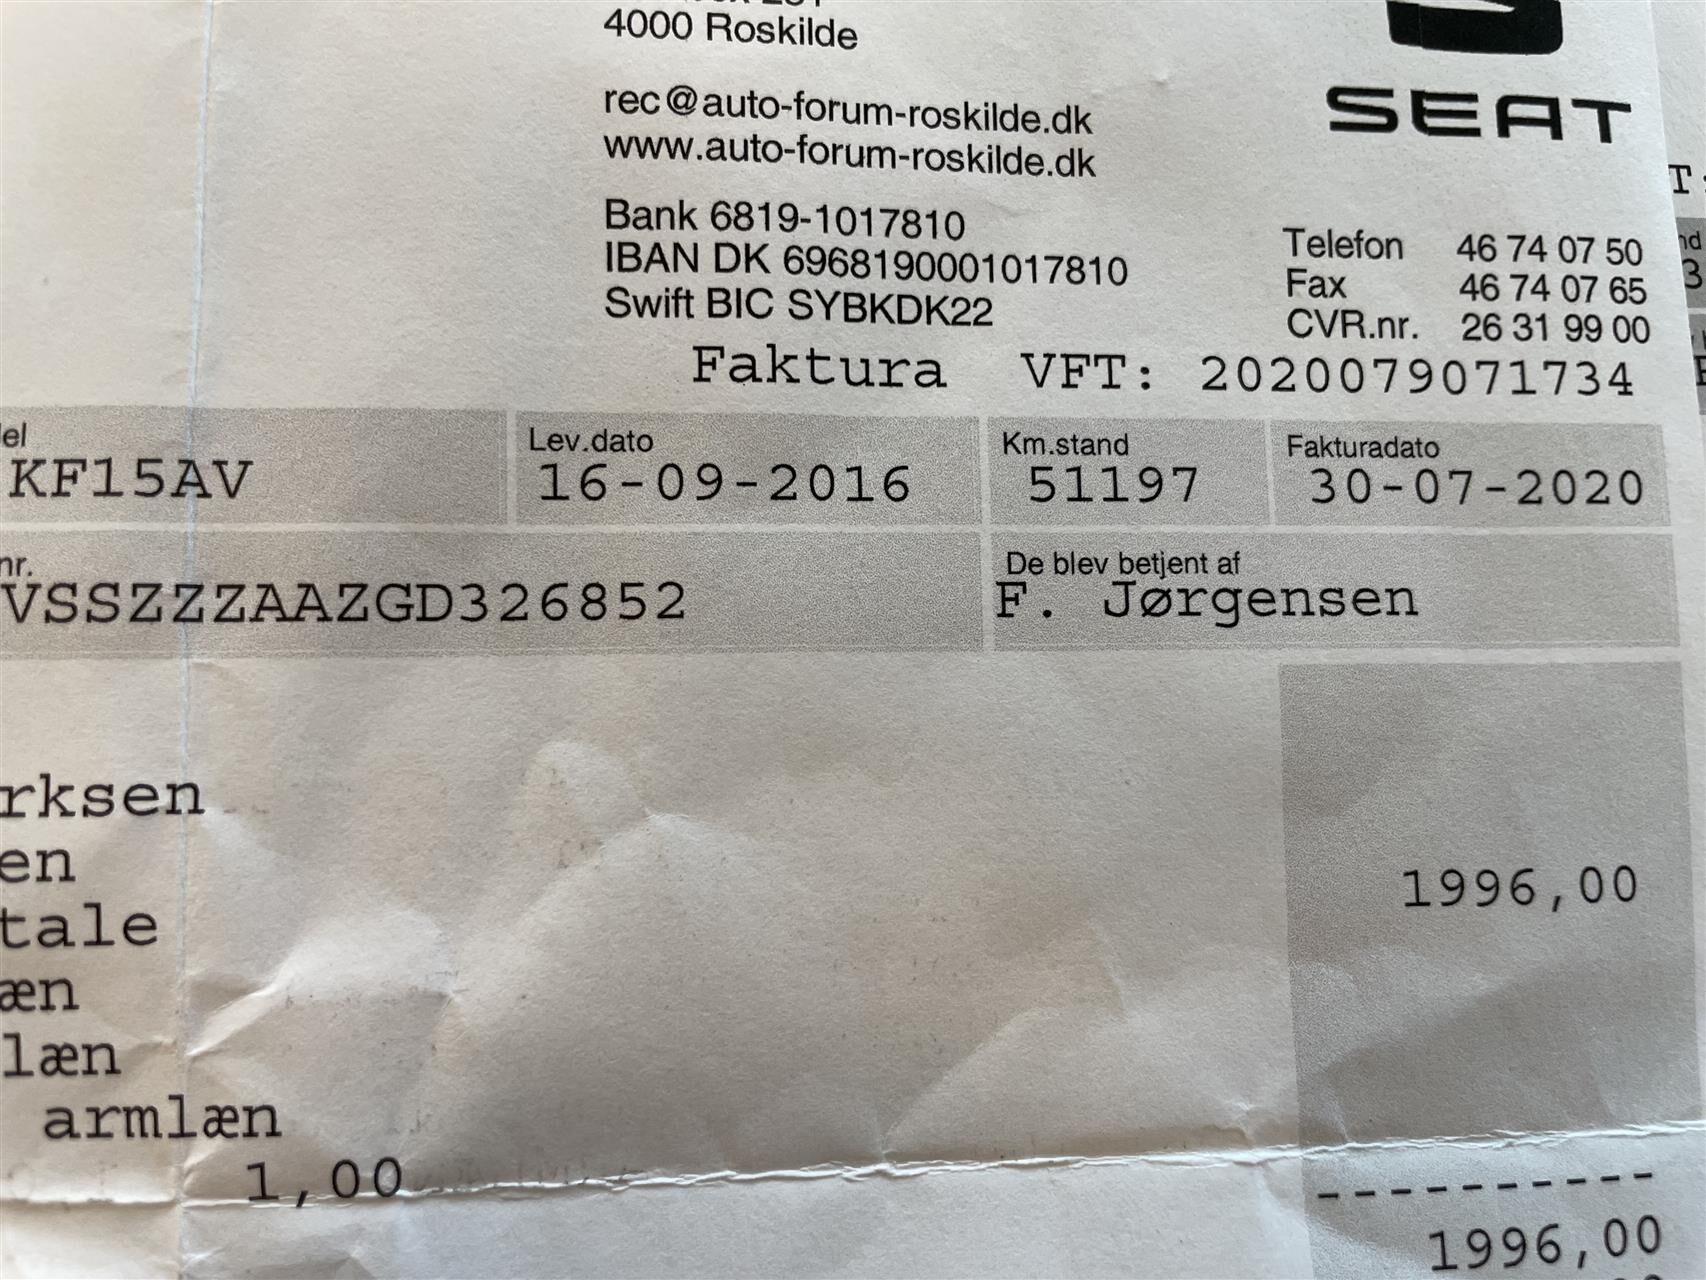 4000 Roskilde
rec@auto-forum-roskilde.dk
www.auto-forum-roskilde.dk
SEAT
Bank 6819-1017810
IBAN DK 6968190001017810
Swift BIC SYBKDK22
Telefon 46 74 07 50
Fax 46 74 07 65
CVR.nr. 26 31 99 00
Faktura VFT: 2020079071734
el Lev.dato Km.stand Fakturadato
KF15AV 16-09-2016 51197 30-07-2020
nr. De blev betjent af
VSSZZZAAZGD326852 F. Jørgensen
rksen
en 1996,00
tale
æn
læn
armlæn
1,00
----------
1996,00